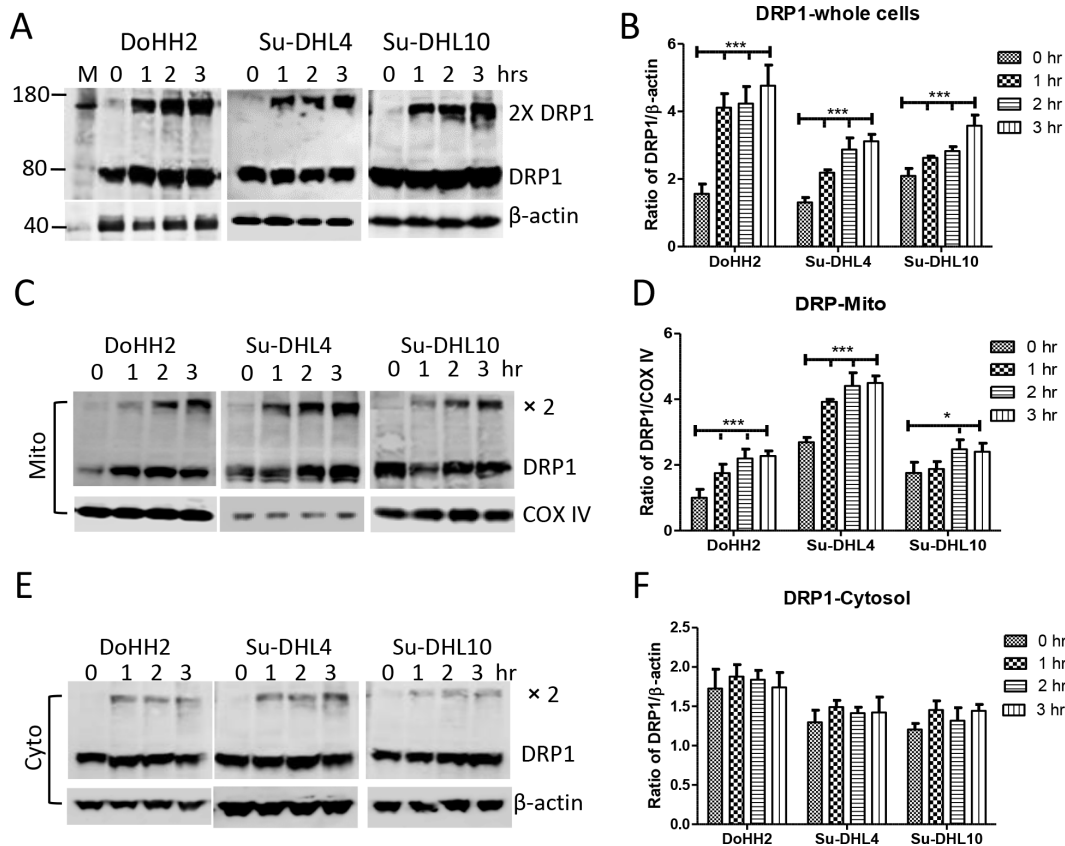 A
DoHH2 Su-DHL4 Su-DHL10
M 0 1 2 3 0 1 2 3 0 1 2 3 hrs
180
2X DRP1
80
DRP1
40
β-actin
B
DRP1-whole cells
Ratio of DRP1/β-actin
6
4
2
0
*** *** ***
DoHH2 Su-DHL4 Su-DHL10
0 hr
1 hr
2 hr
3 hr
C
DoHH2 Su-DHL4 Su-DHL10
0 1 2 3 0 1 2 3 0 1 2 3 hr
Mito
× 2
DRP1
COX IV
D
DRP-Mito
Ratio of DRP1/COX IV
6
4
2
0
*** *** *
DoHH2 Su-DHL4 Su-DHL10
0 hr
1 hr
2 hr
3 hr
E
DoHH2 Su-DHL4 Su-DHL10
0 1 2 3 0 1 2 3 0 1 2 3 hr
Cyto
× 2
DRP1
β-actin
F
DRP1-Cytosol
Ratio of DRP1/β-actin
2.5
2.0
1.5
1.0
0.5
0.0
DoHH2 Su-DHL4 Su-DHL10
0 hr
1 hr
2 hr
3 hr